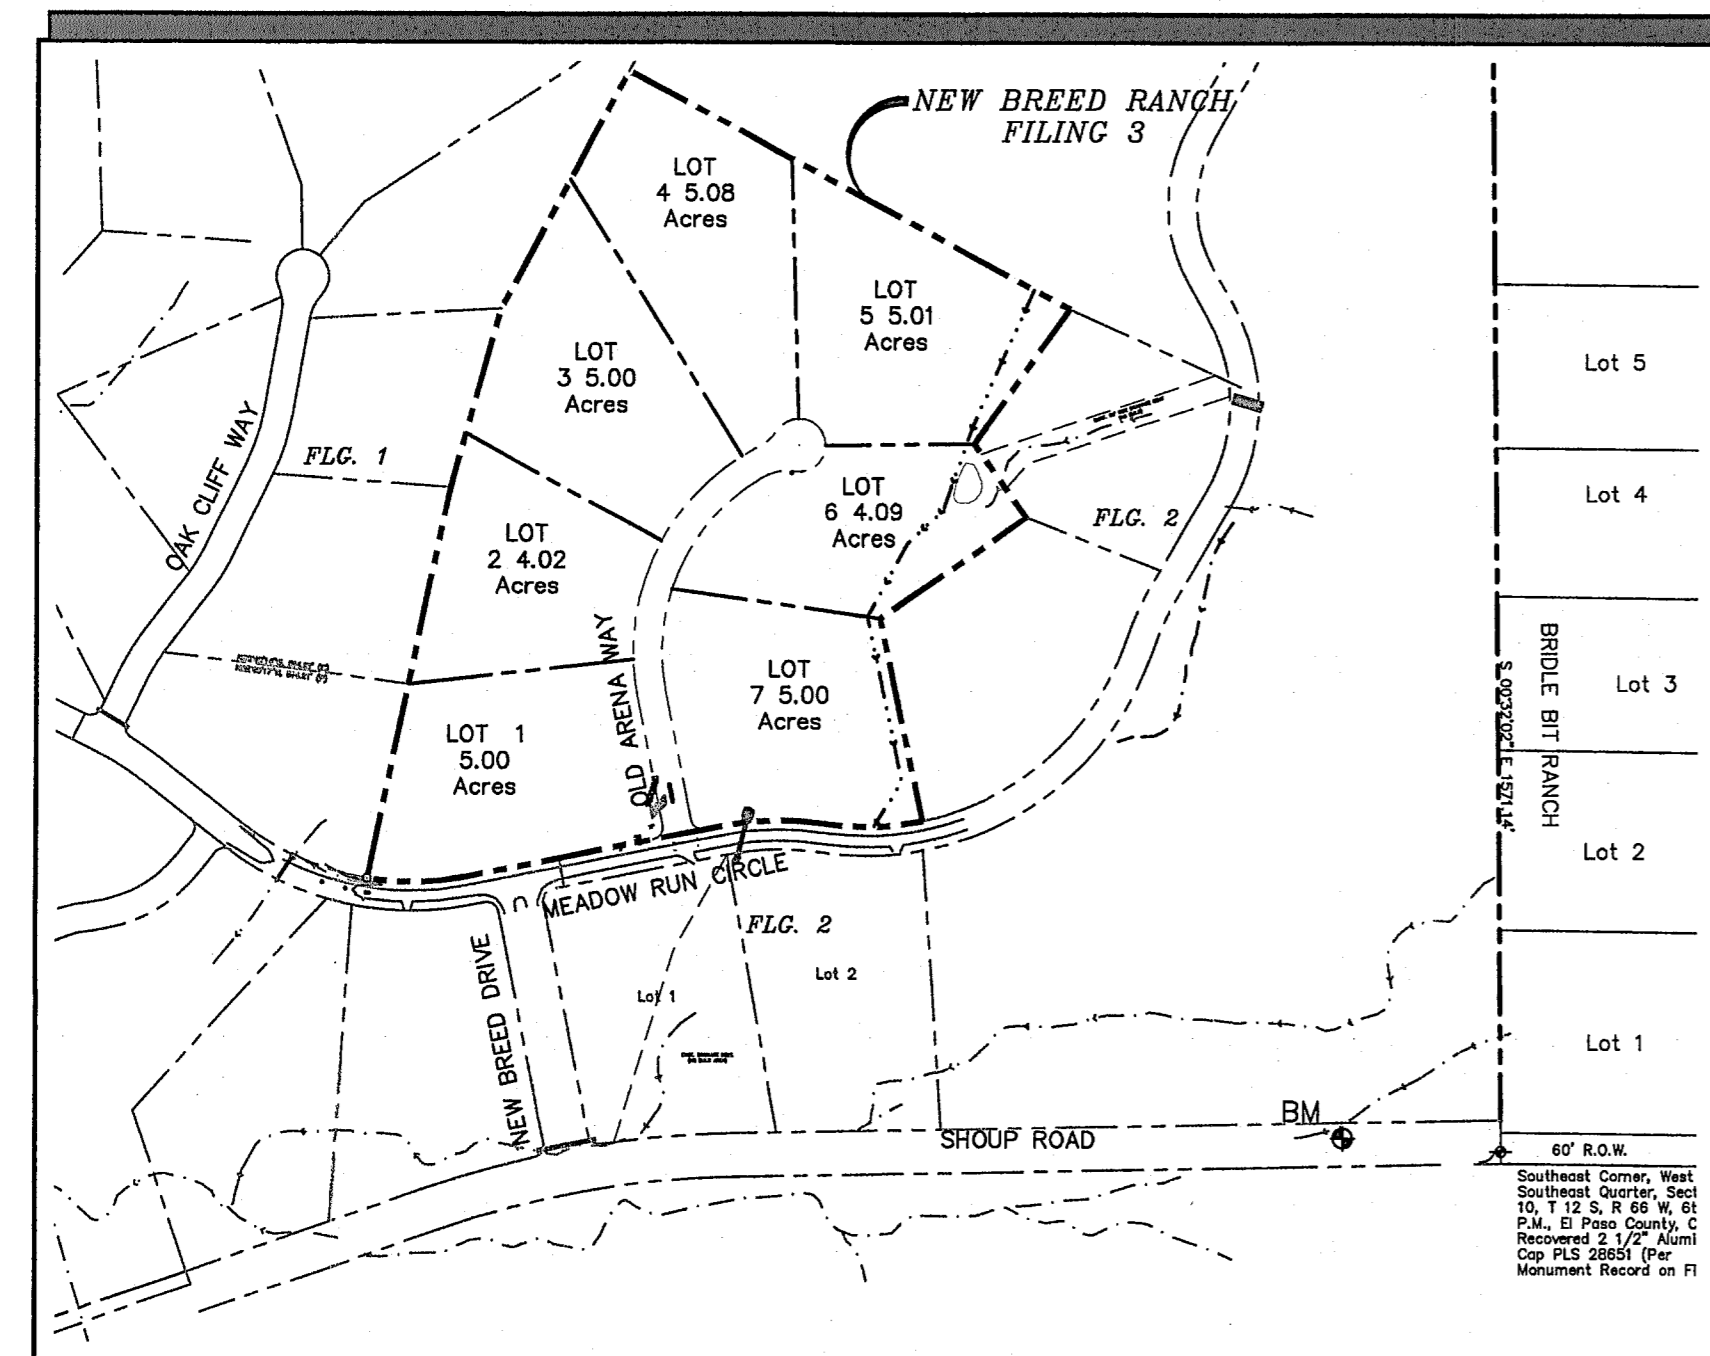 NEW BREED RANCH
FILING 3
LOT
4 5.08
Acres
LOT
5 5.01
Acres
LOT
3 5.00
Acres
Lot 5
OAK CLIFF WAY
FLG. 1
LOT
6 4.09
Acres
FLG. 2
Lot 4
LOT
2 4.02
Acres
OLD ARENA WAY
LOT
7 5.00
Acres
BRIDLE BIT RANCH
S 00°32'02" E 1571.14'
Lot 3
LOT 1
5.00
Acres
Lot 2
MEADOW RUN CIRCLE
FLG. 2
NEW BREED DRIVE
Lot 1
Lot 2
Lot 1
BM
SHOUP ROAD
60' R.O.W.
Southeast Corner, West
Southeast Quarter, Sect
10, T 12 S, R 66 W, 6t
P.M., El Paso County, C
Recovered 2 1/2" Alumi
Cap PLS 28651 (Per
Monument Record on Fi